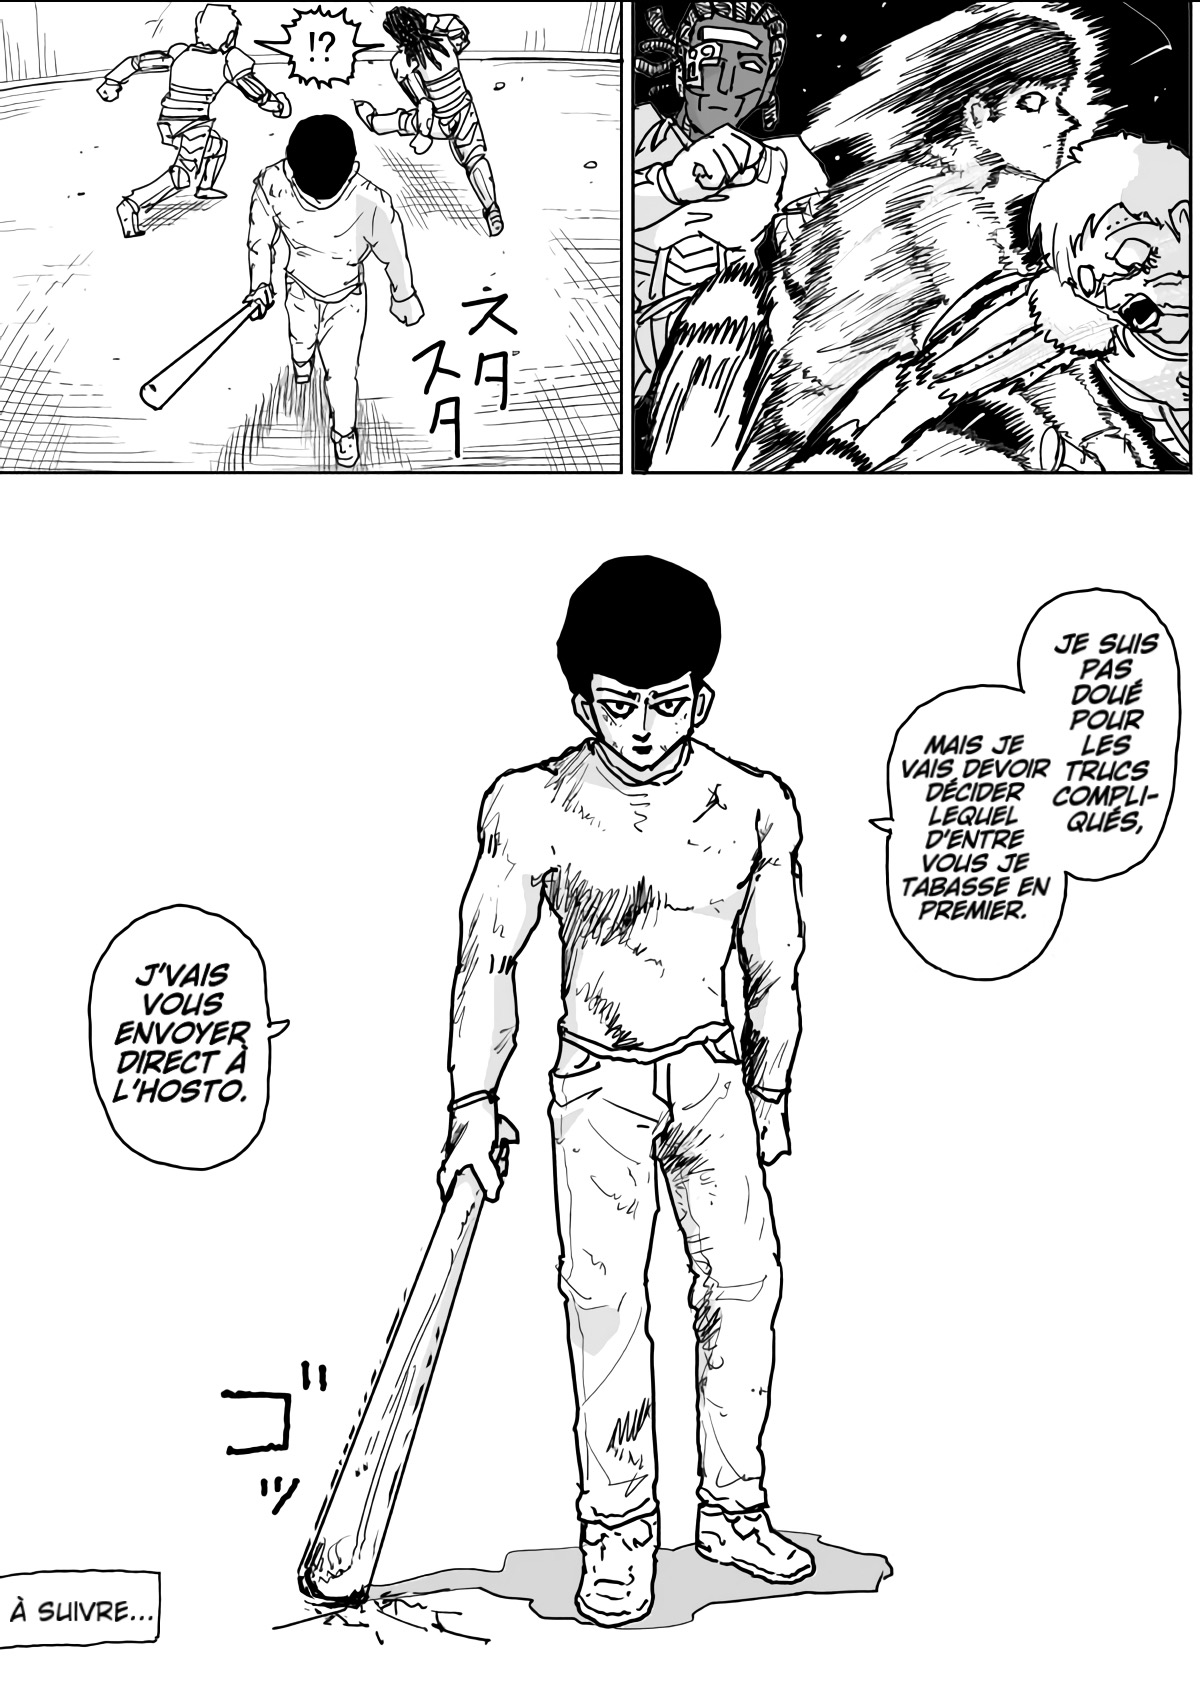 !?
スタ
スタ
JE SUIS
PAS
DOUÉ
POUR
LES
TRUCS
COMPLI-
QUÉS,
MAIS JE
VAIS DEVOIR
DÉCIDER
LEQUEL
D'ENTRE
VOUS JE
TABASSE EN
PREMIER.
J'VAIS
VOUS
ENVOYER
DIRECT À
L'HOSTO.
ゴッ
À SUIVRE...